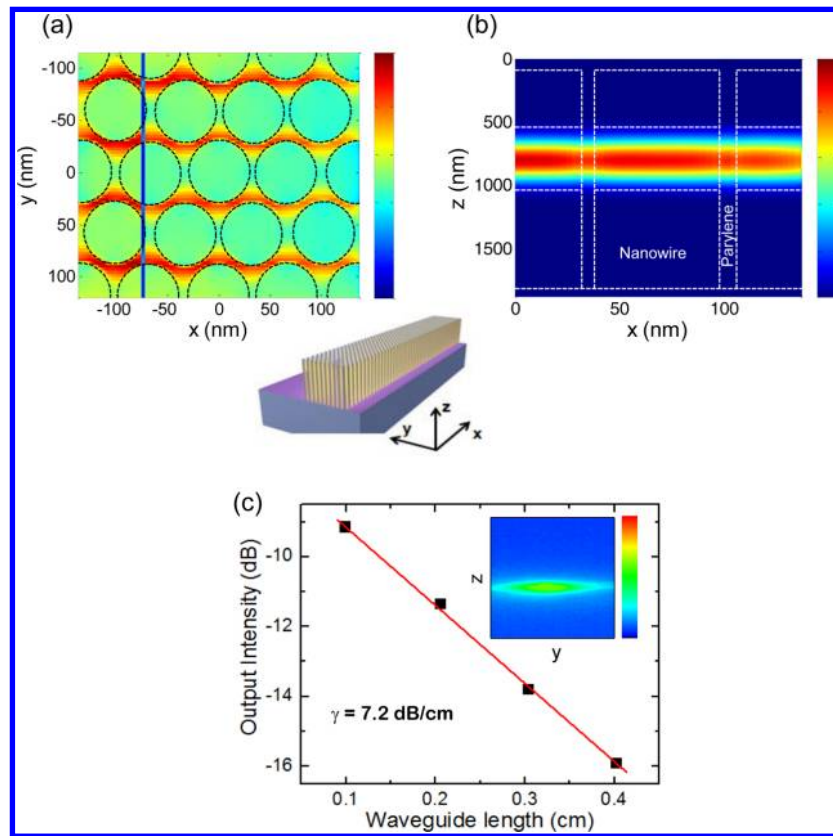 (a)
-100
-50
0
50
100
y (nm)
-100 -50 0 50 100
x (nm)
(b)
0
500
1000
1500
z (nm)
Nanowire
Parylene
0 50 100
x (nm)
z
y
x
(c)
-10
-12
-14
-16
Output Intensity (dB)
γ = 7.2 dB/cm
z
y
0.1 0.2 0.3 0.4
Waveguide length (cm)